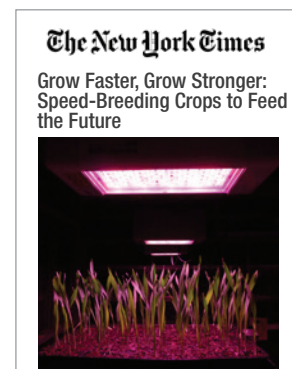 The New York Times
Grow Faster, Grow Stronger:
Speed-Breeding Crops to Feed
the Future